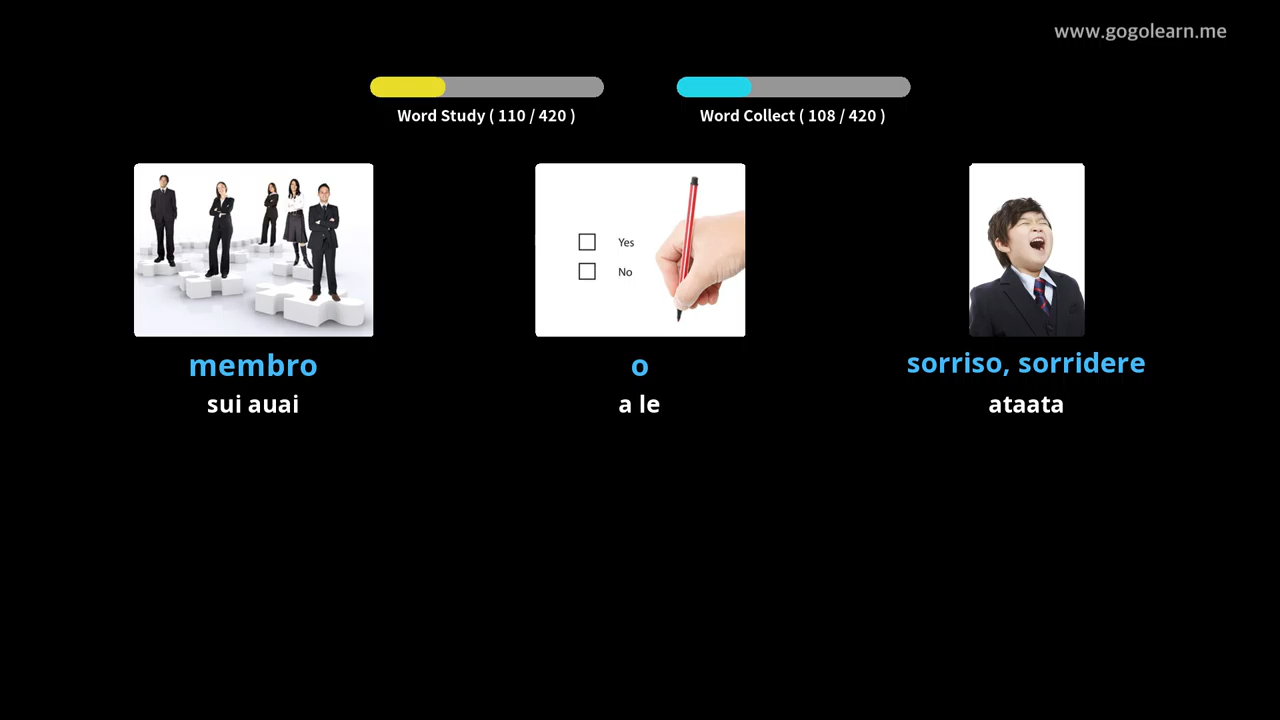 www.gogolearn.me
Word Study ( 110 / 420 )
Word Collect ( 108 / 420 )
Yes
No
membro
o
sorriso, sorridere
sui auai
a le
ataata